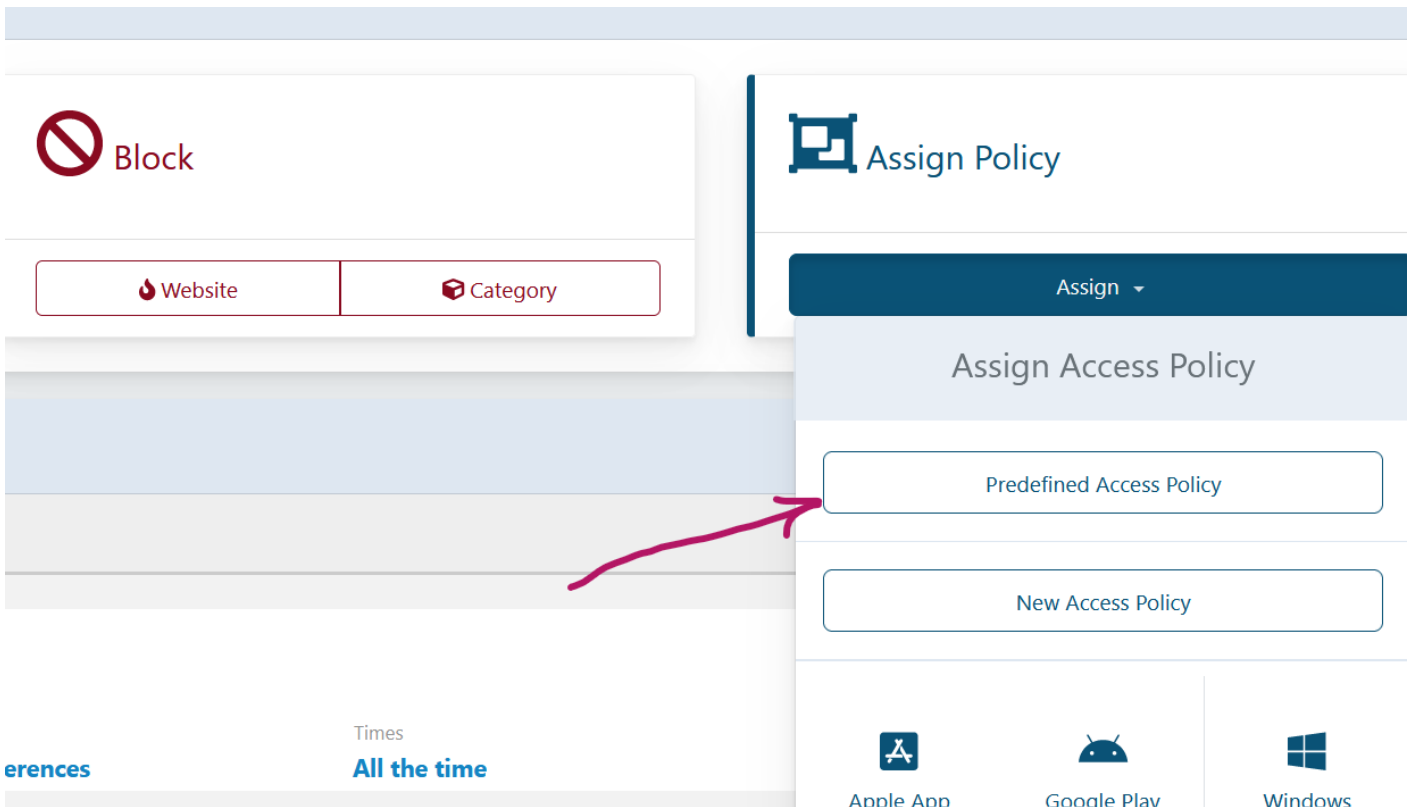 Block
Website
Category
Assign Policy
Assign
Assign Access Policy
Predefined Access Policy
New Access Policy
Times
erences
All the time
Apple App
Google Play
Windows